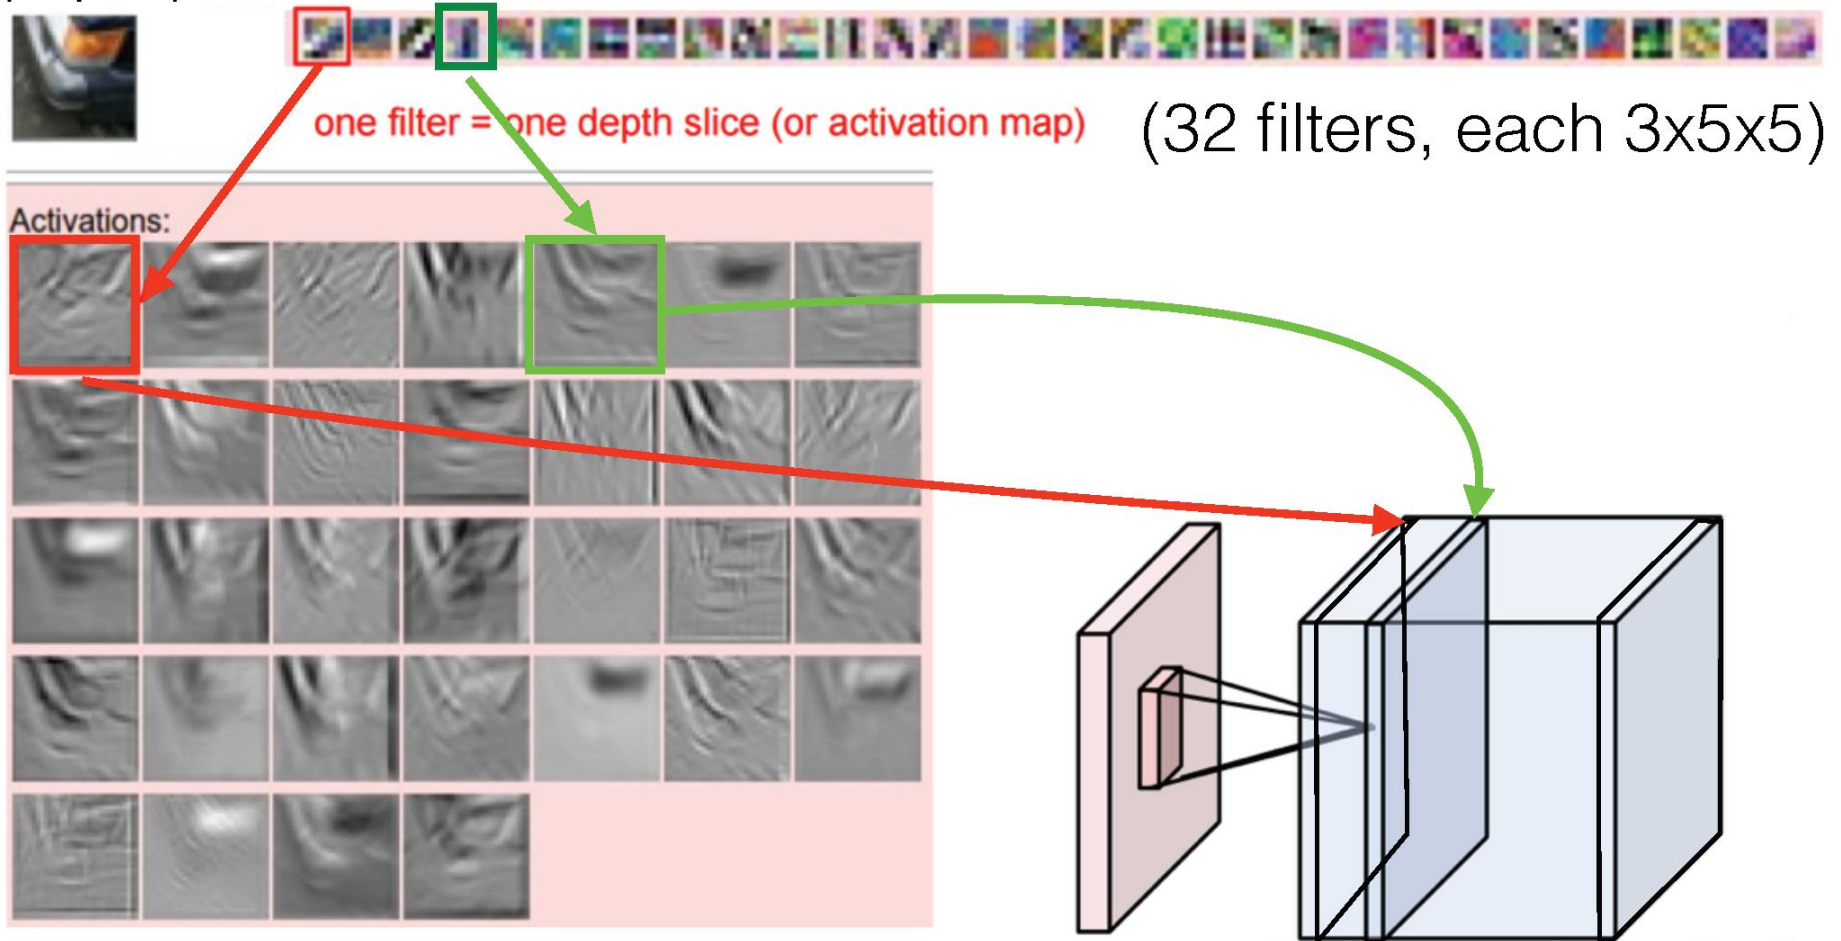 one filter = one depth slice (or activation map)
(32 filters, each 3x5x5)
Activations: